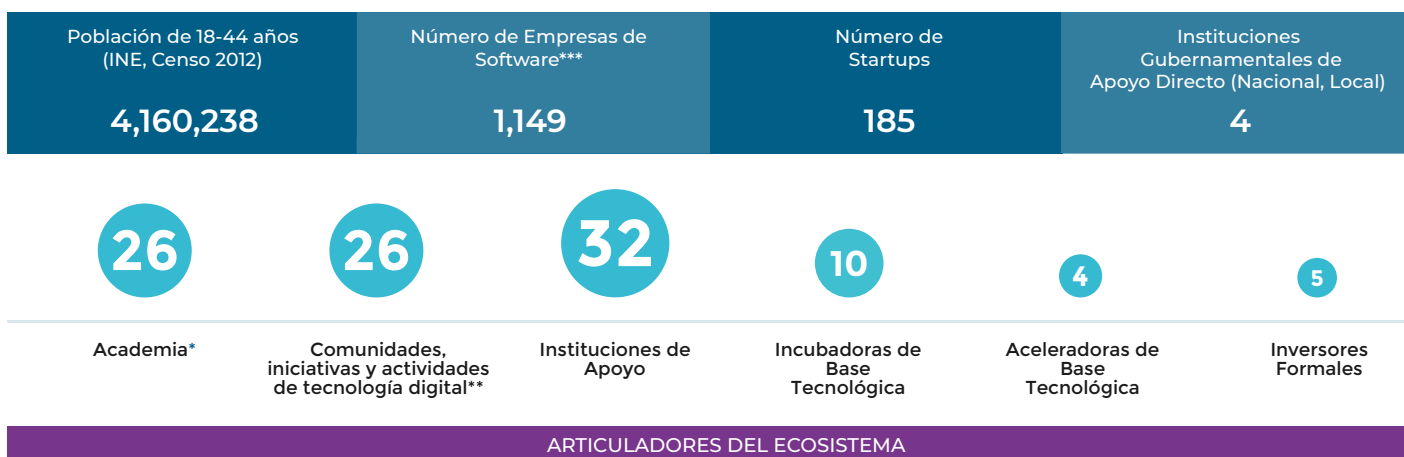 Población de 18-44 años
(INE, Censo 2012)
4,160,238
Número de Empresas de
Software***
1,149
Número de
Startups
185
Instituciones
Gubernamentales de
Apoyo Directo (Nacional, Local)
4
26
Academia*
26
Comunidades,
iniciativas y actividades
de tecnología digital**
32
Instituciones de
Apoyo
10
Incubadoras de
Base
Tecnológica
4
Aceleradoras de
Base
Tecnológica
5
Inversores
Formales
ARTICULADORES DEL ECOSISTEMA